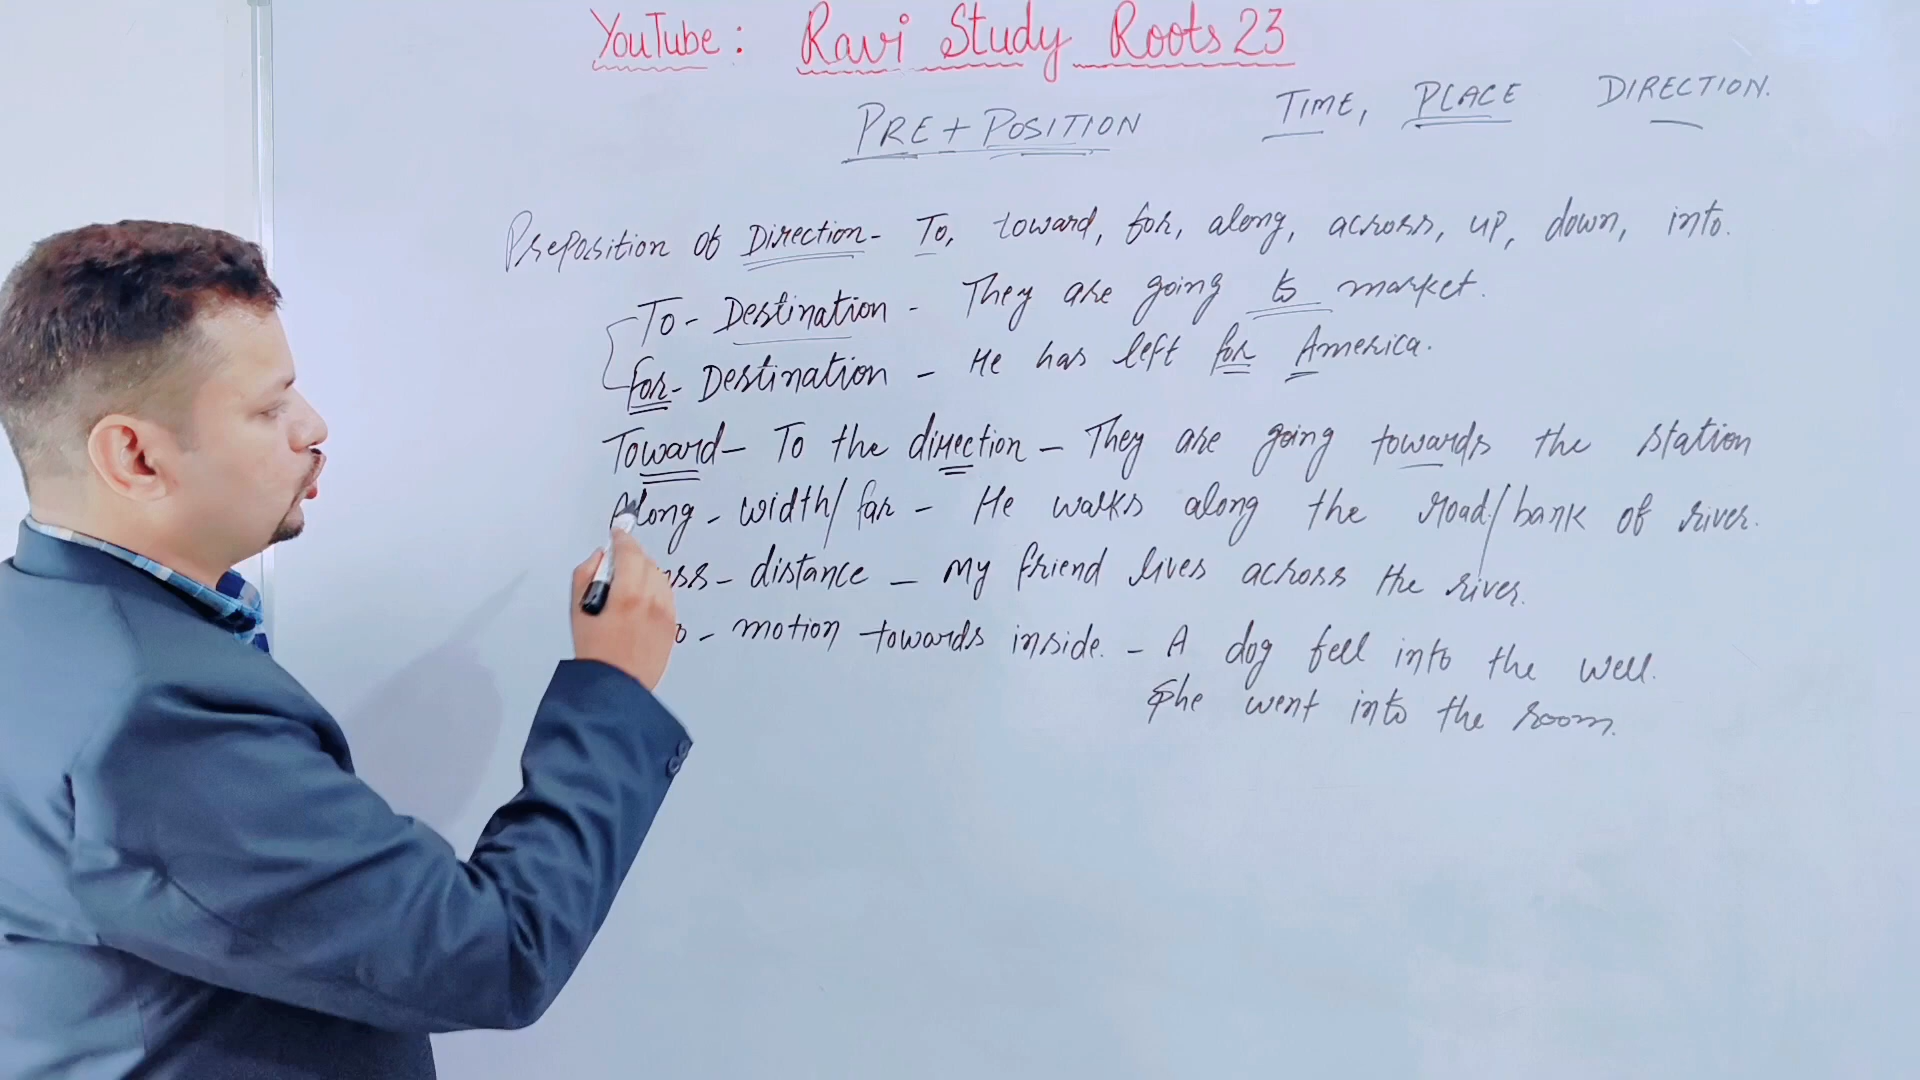 YouTube: Ravi Study Roots 23
PRE + POSITION TIME, PLACE DIRECTION.
Preposition of Direction - To, toward, for, along, across, up, down, into.
To - Destination - They are going to market.
for - Destination - He has left for America.
Toward - To the direction - They are going towards the station
Along - width/far - He walks along the road/bank of river.
oss - distance - my friend lives across the river.
o - motion towards inside. - A dog fell into the well.
She went into the room.